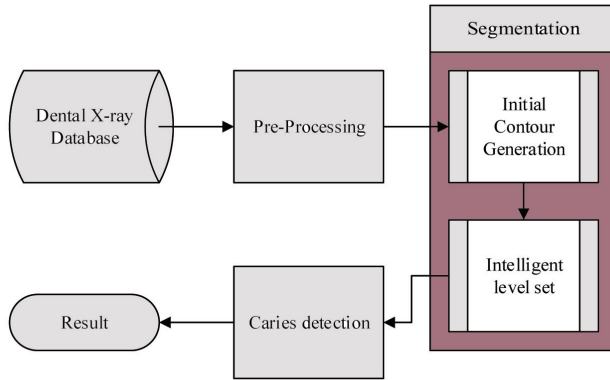 Segmentation
Dental X-ray
Database
Pre-Processing
Initial
Contour
Generation
Intelligent
level set
Caries detection
Result